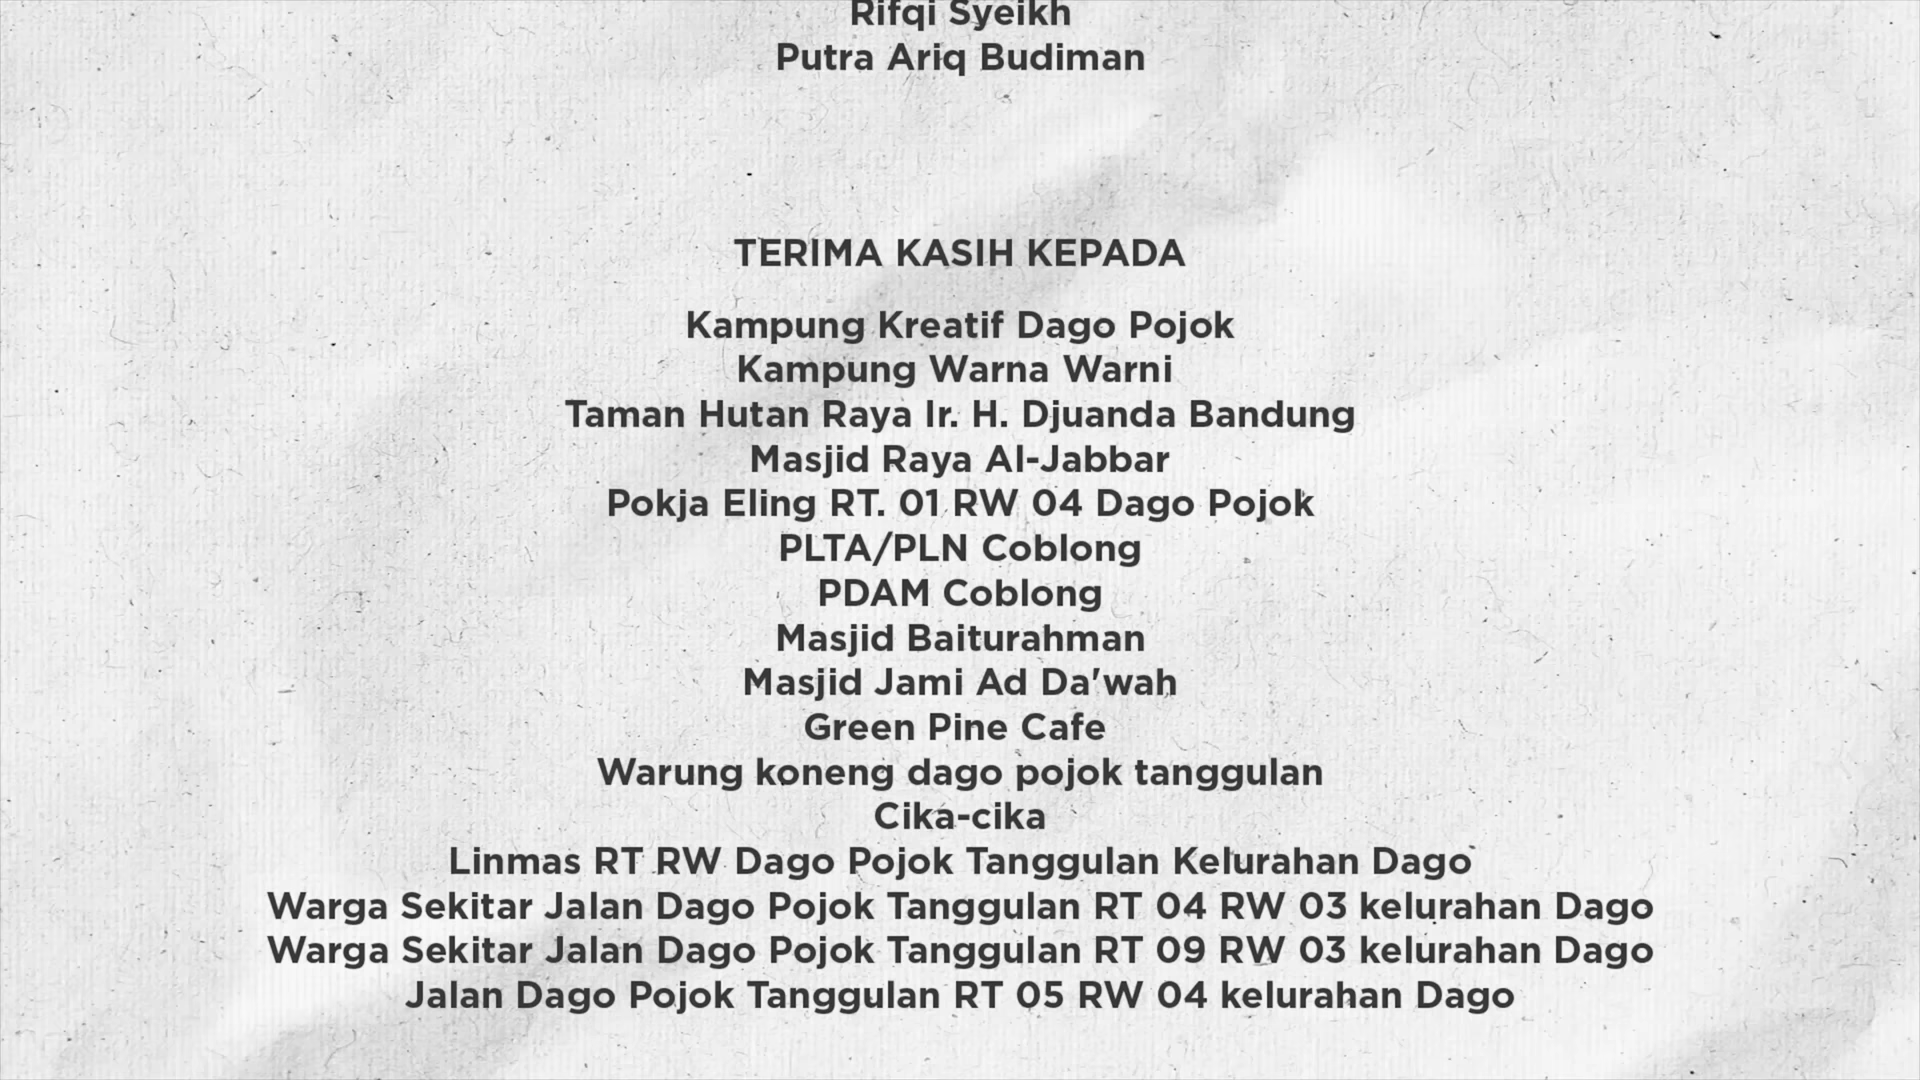 Rifqi Syeikh
Putra Ariq Budiman
TERIMA KASIH KEPADA
Kampung Kreatif Dago Pojok
Kampung Warna Warni
Taman Hutan Raya Ir. H. Djuanda Bandung
Masjid Raya Al-Jabbar
Pokja Eling RT. 01 RW 04 Dago Pojok
PLTA/PLN Coblong
PDAM Coblong
Masjid Baiturahman
Masjid Jami Ad Da'wah
Green Pine Cafe
Warung koneng dago pojok tanggulan
Cika-cika
Linmas RT RW Dago Pojok Tanggulan Kelurahan Dago
Warga Sekitar Jalan Dago Pojok Tanggulan RT 04 RW 03 kelurahan Dago
Warga Sekitar Jalan Dago Pojok Tanggulan RT 09 RW 03 kelurahan Dago
Jalan Dago Pojok Tanggulan RT 05 RW 04 kelurahan Dago